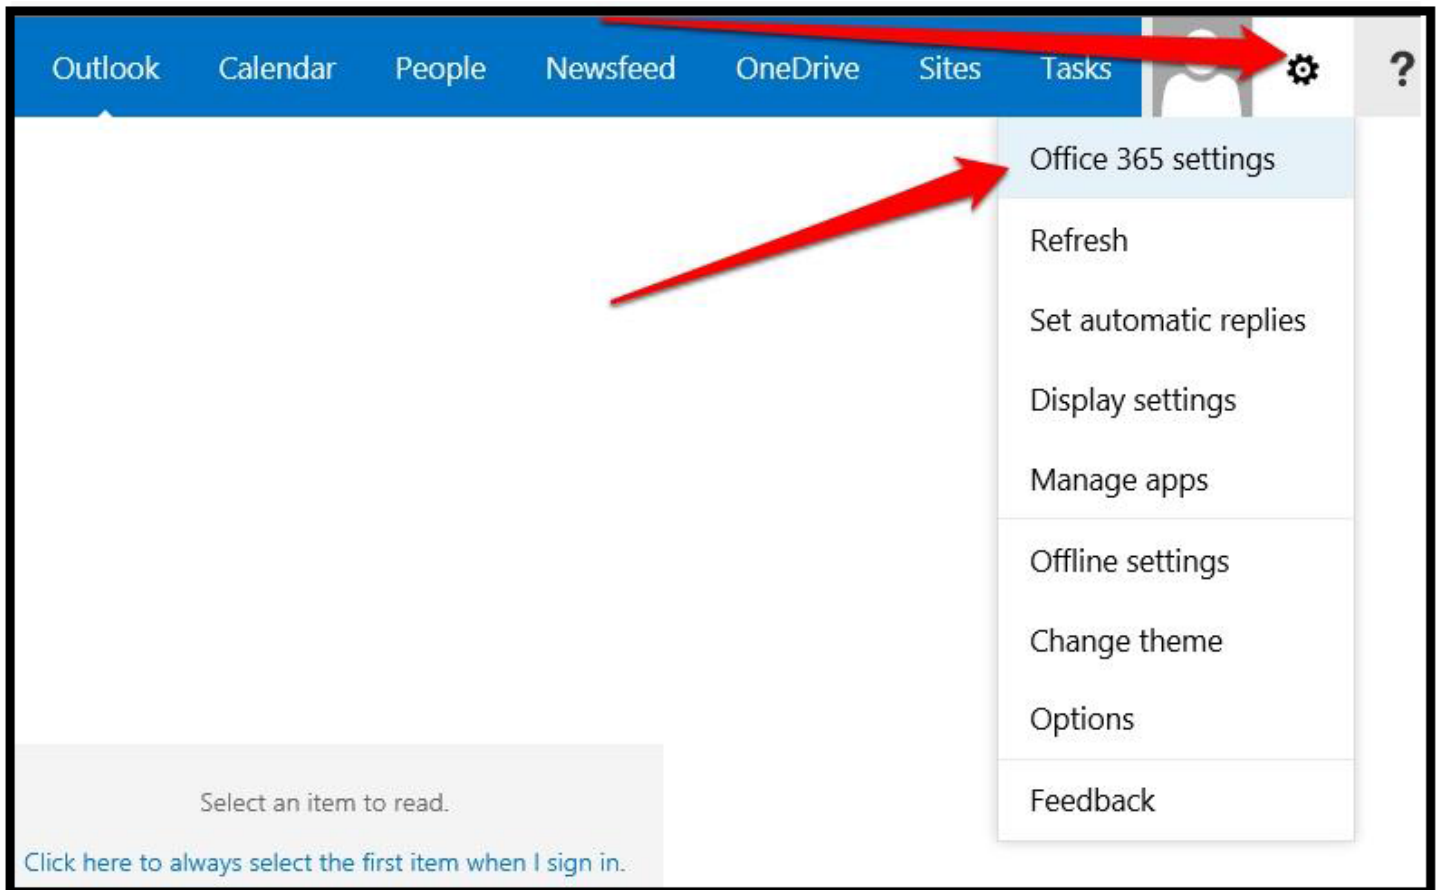 Outlook Calendar People Newsfeed OneDrive Sites Tasks ?
Office 365 settings
Refresh
Set automatic replies
Display settings
Manage apps
Offline settings
Change theme
Options
Feedback
Select an item to read.
Click here to always select the first item when I sign in.